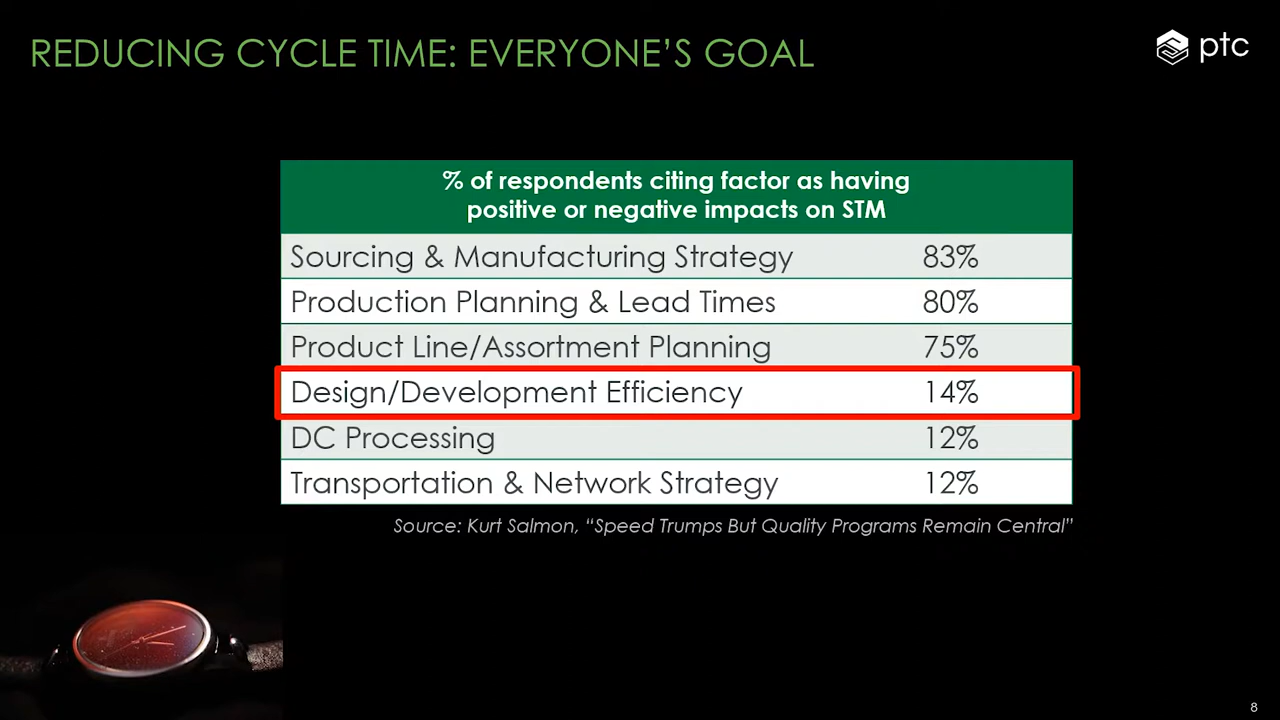 REDUCING CYCLE TIME: EVERYONE’S GOAL
ptc
% of respondents citing factor as having
positive or negative impacts on STM
Sourcing & Manufacturing Strategy 83%
Production Planning & Lead Times 80%
Product Line/Assortment Planning 75%
Design/Development Efficiency 14%
DC Processing 12%
Transportation & Network Strategy 12%
Source: Kurt Salmon, “Speed Trumps But Quality Programs Remain Central”
8